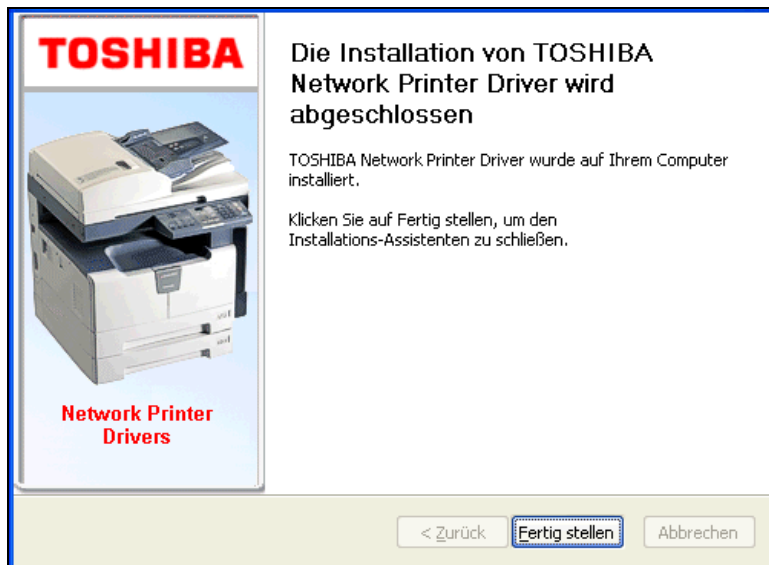 TOSHIBA
Network Printer
Drivers
Die Installation von TOSHIBA
Network Printer Driver wird
abgeschlossen
TOSHIBA Network Printer Driver wurde auf Ihrem Computer
installiert.
Klicken Sie auf Fertig stellen, um den
Installations-Assistenten zu schließen.
< Zurück
Fertig stellen
Abbrechen